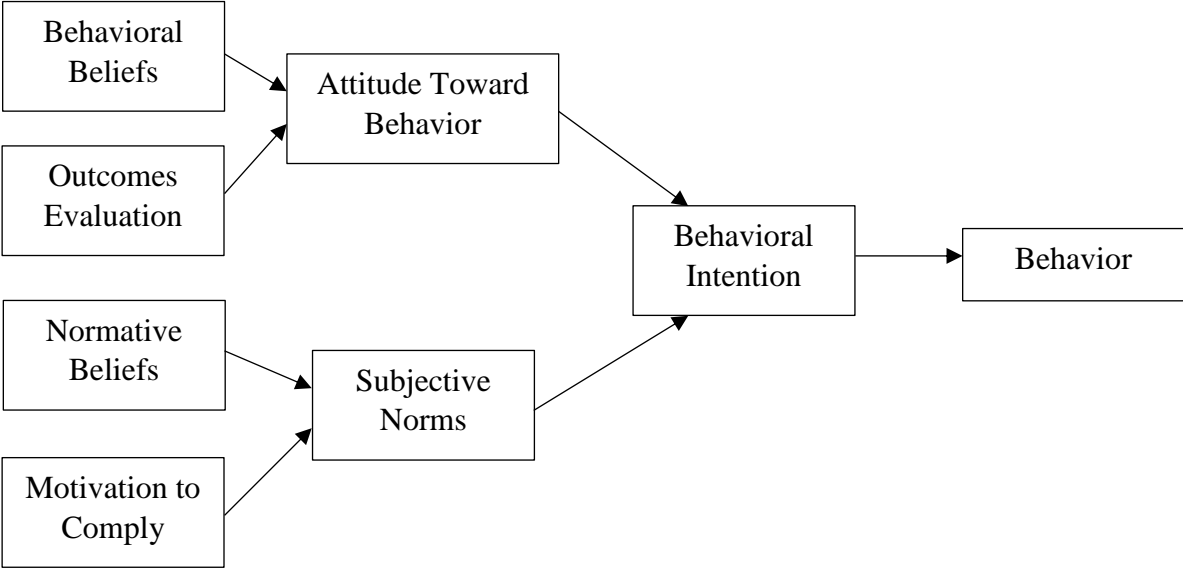 Behavioral
Beliefs
Attitude Toward
Behavior
Outcomes
Evaluation
Behavioral
Intention
Behavior
Normative
Beliefs
Subjective
Norms
Motivation to
Comply